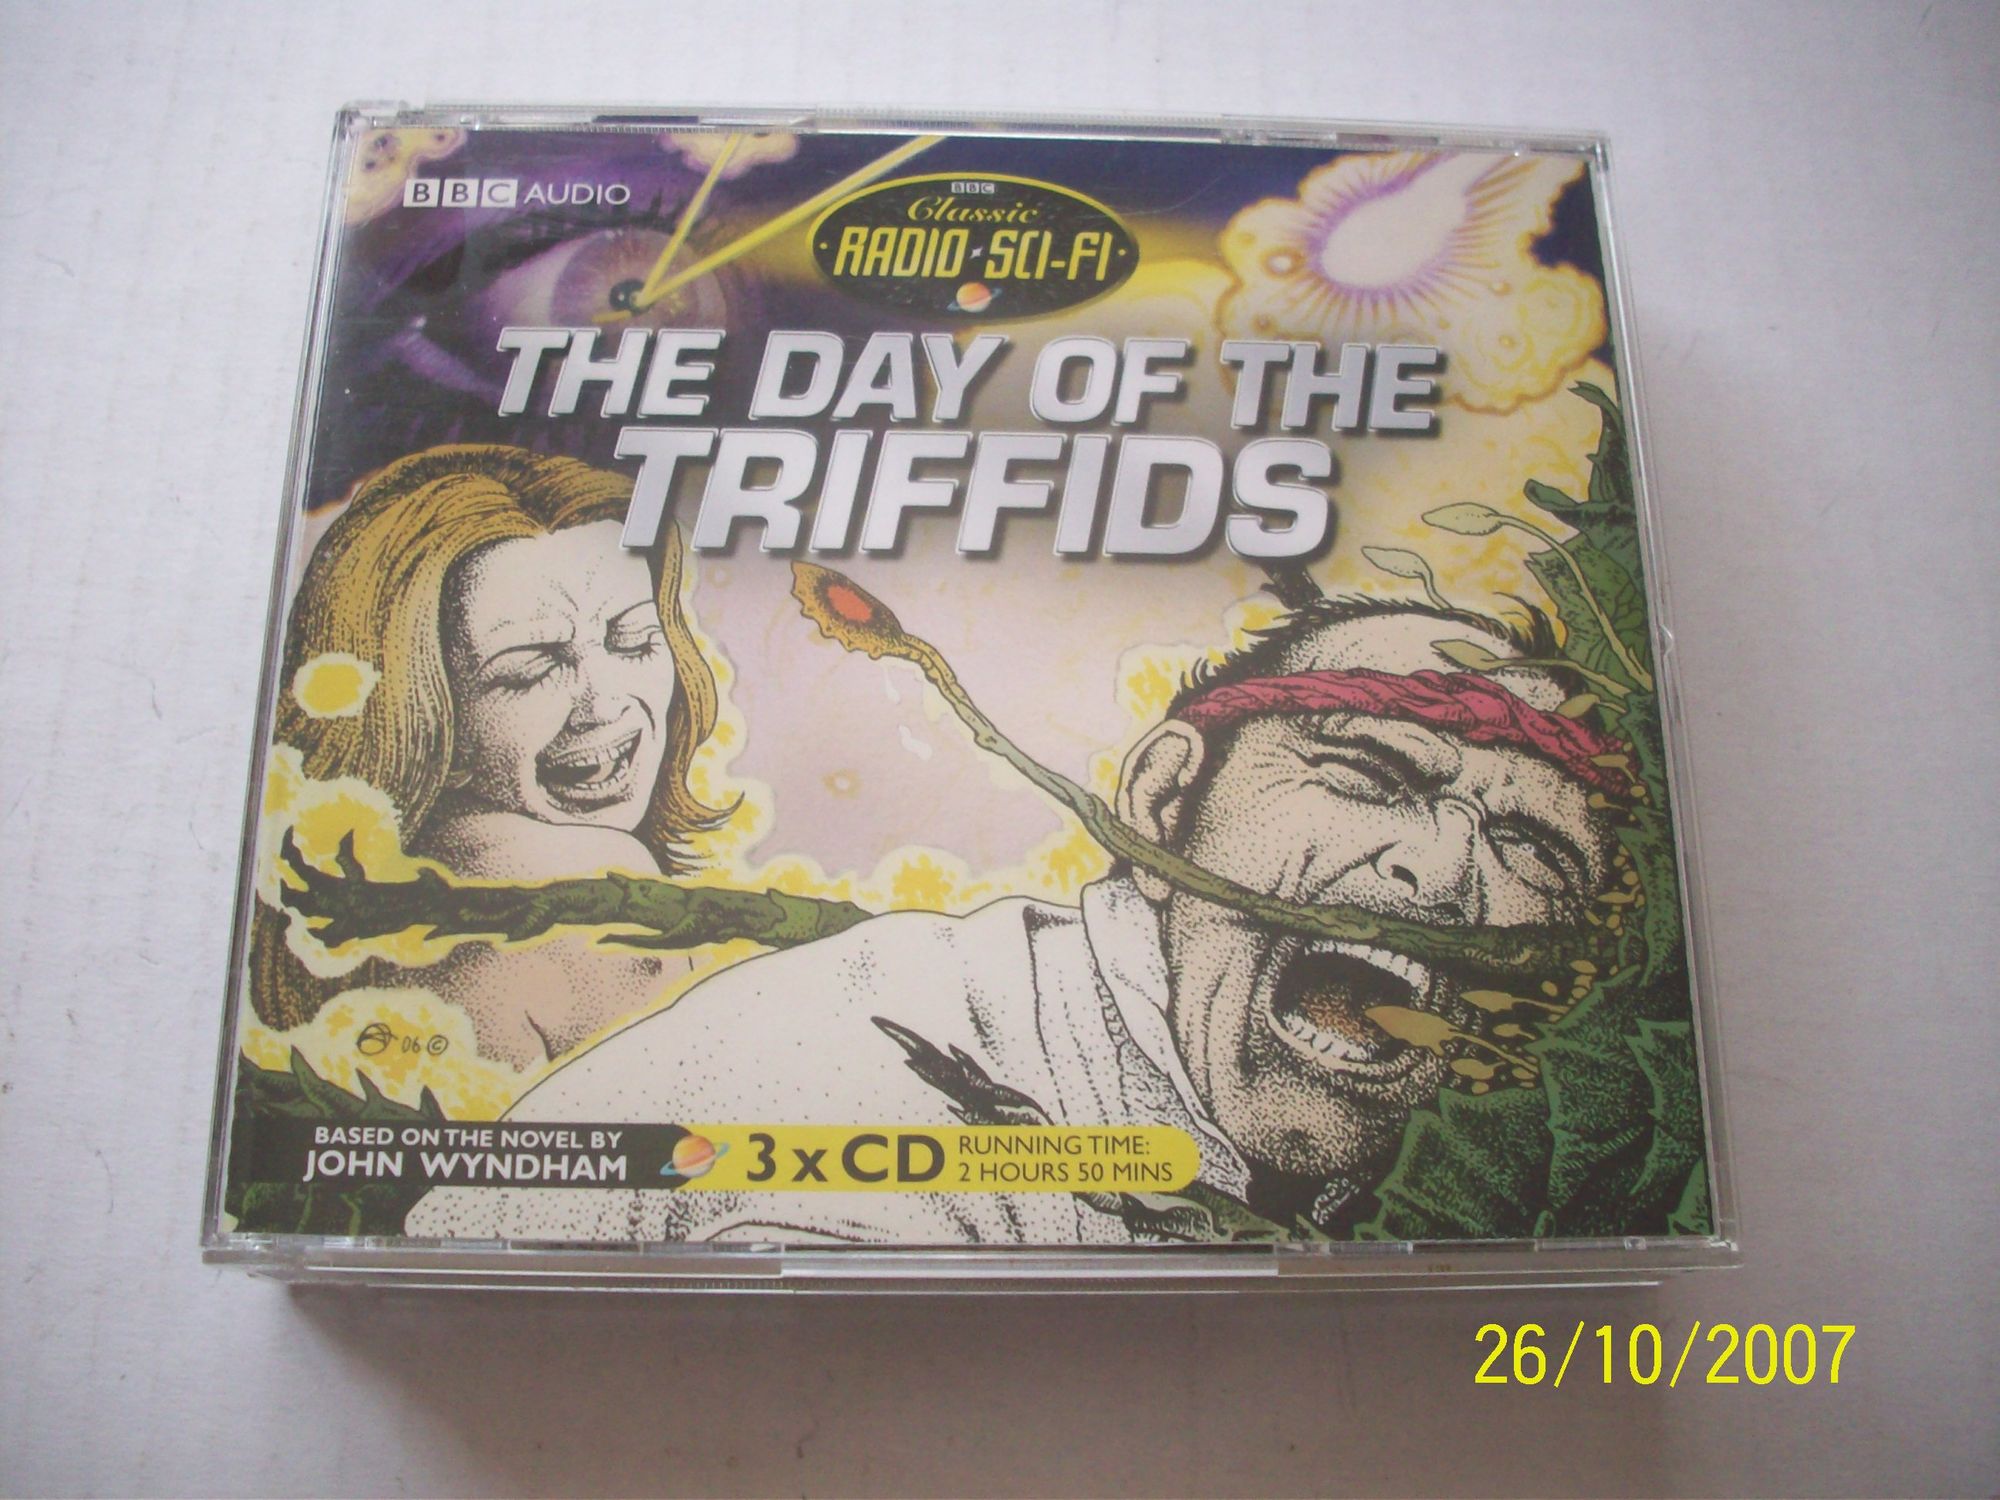 BBC AUDIO
BBC
Classic
RADIO SCI-FI
THE DAY OF THE
TRIFFIDS
06 ©
BASED ON THE NOVEL BY
JOHN WYNDHAM
3 x CD
RUNNING TIME:
2 HOURS 50 MINS
26/10/2007